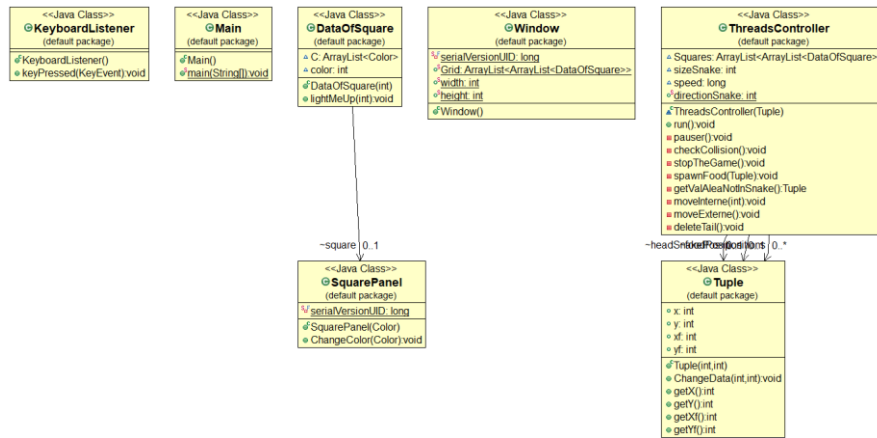 <<Java Class>>
KeyboardListener
(default package)
KeyboardListener()
keyPressed(KeyEvent):void
<<Java Class>>
Main
(default package)
Main()
main(String[]):void
<<Java Class>>
DataOfSquare
(default package)
C: ArrayList<Color>
color: int
DataOfSquare(int)
lightMeUp(int):void
<<Java Class>>
Window
(default package)
serialVersionUID: long
Grid: ArrayList<ArrayList<DataOfSquare>>
width: int
height: int
Window()
<<Java Class>>
ThreadsController
(default package)
Squares: ArrayList<ArrayList<DataOfSquare>
sizeSnake: int
speed: long
directionSnake: int
ThreadsController(Tuple)
run():void
pauser():void
checkCollision():void
stopTheGame():void
spawnFood(Tuple):void
getValAleaNotInSnake():Tuple
moveInterne(int):void
moveExterne():void
deleteTail():void
~square 0..1
0..*
<<Java Class>>
SquarePanel
(default package)
serialVersionUID: long
SquarePanel(Color)
ChangeColor(Color):void
<<Java Class>>
Tuple
(default package)
x: int
y: int
xf: int
yf: int
Tuple(int,int)
ChangeData(int,int):void
getX():int
getY():int
getXf():int
getYf():int